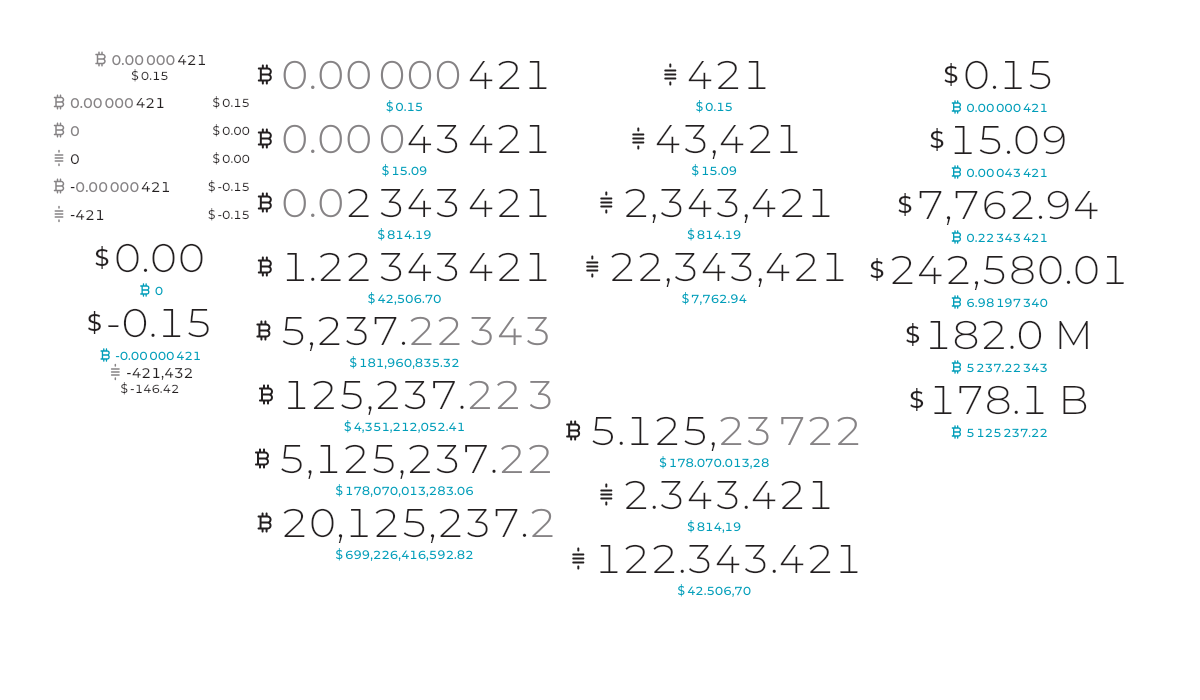 ₿ 0.00 000 421
$ 0.15
₿ 0.00 000 421 $ 0.15
₿ 0 $ 0.00
0 $ 0.00
₿ -0.00 000 421 $ -0.15
-421 $ -0.15
$ 0.00
₿ 0
$ -0.15
₿ -0.00 000 421
-421,432
$ -146.42
₿ 0.00 000 421
$ 0.15
₿ 0.00 043 421
$ 15.09
₿ 0.02 343 421
$ 814.19
₿ 1.22 343 421
$ 42,506.70
₿ 5,237.22 343
$ 181,960,835.32
₿ 125,237.22 3
$ 4,351,212,052.41
₿ 5,125,237.22
$ 178,070,013,283.06
₿ 20,125,237.2
$ 699,226,416,592.82
421
$ 0.15
43,421
$ 15.09
2,343,421
$ 814.19
22,343,421
$ 7,762.94
₿ 5.125,23 722
$ 178.070.013,28
2.343.421
$ 814,19
122.343.421
$ 42.506,70
$ 0.15
₿ 0.00 000 421
$ 15.09
₿ 0.00 043 421
$ 7,762.94
₿ 0.22 343 421
$ 242,580.01
₿ 6.98 197 340
$ 182.0 M
₿ 5 237.22 343
$ 178.1 B
₿ 5 125 237.22